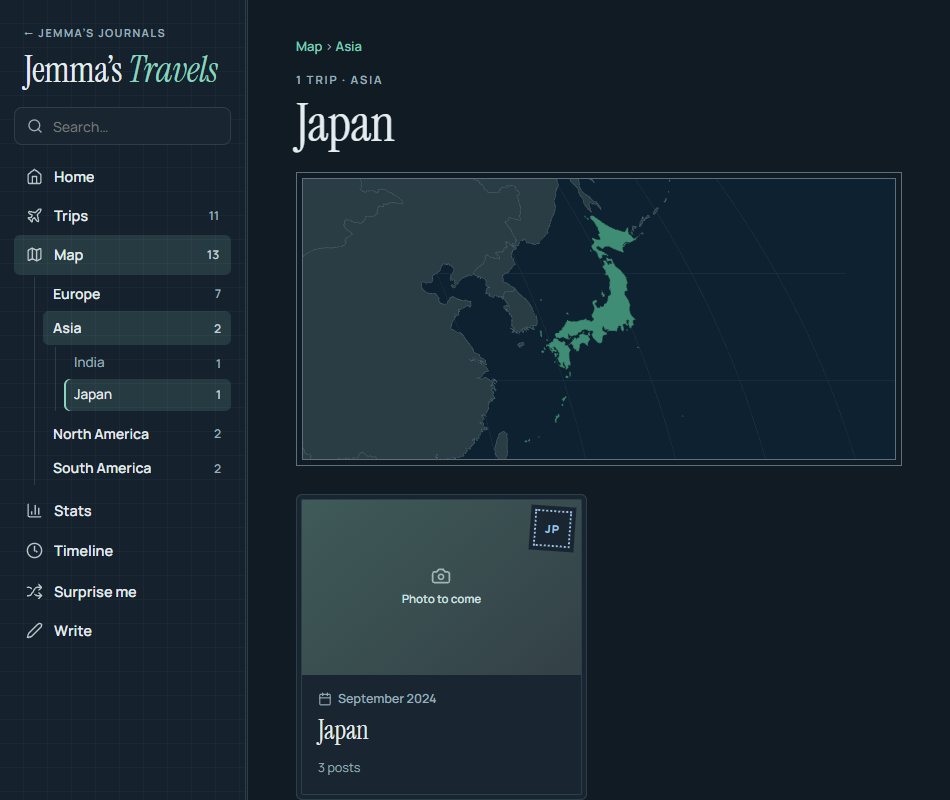 ← JEMMA'S JOURNALS
Jemma's Travels
Search...
Home
Trips 11
Map 13
Europe 7
Asia 2
India 1
Japan 1
North America 2
South America 2
Stats
Timeline
Surprise me
Write
Map › Asia
1 TRIP · ASIA
Japan
JP
Photo to come
September 2024
Japan
3 posts